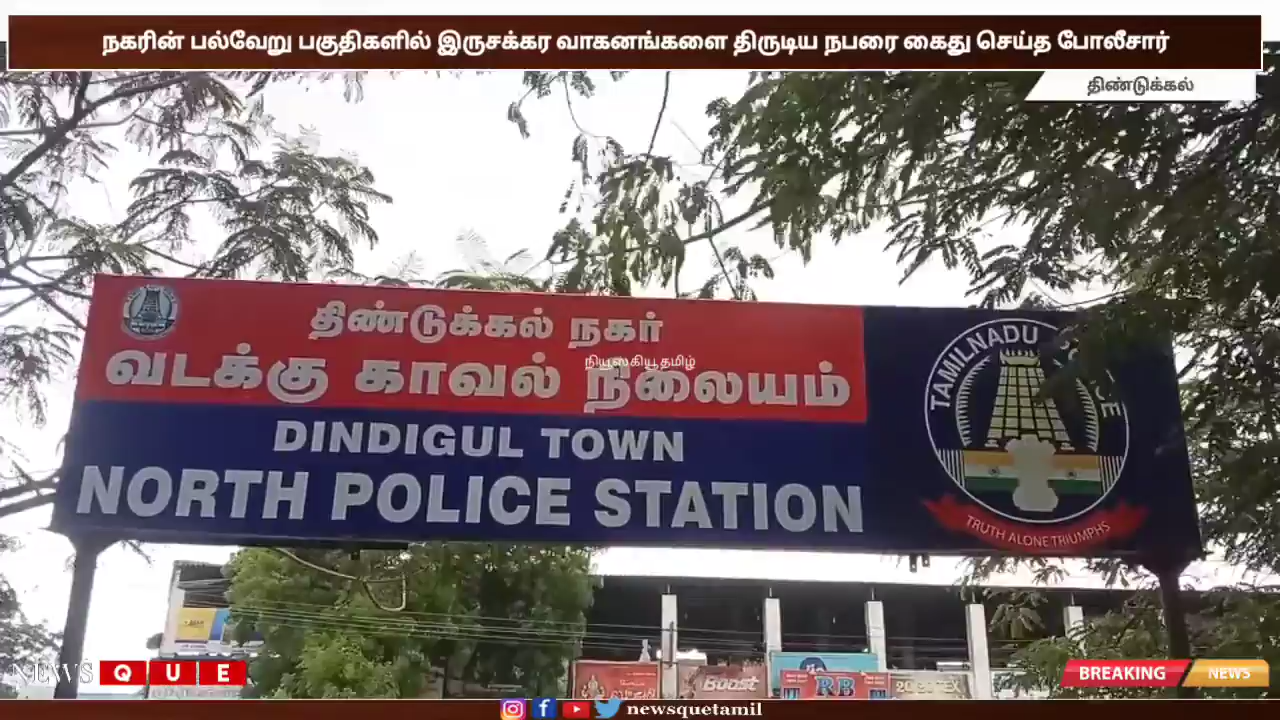 நகரின் பல்வேறு பகுதிகளில் இருசக்கர வாகனங்களை திருடிய நபரை கைது செய்த போலீசார்
திண்டுக்கல்
திண்டுக்கல் நகர்
வடக்கு காவல் நிலையம்
நியூஸ்கியூ தமிழ்
DINDIGUL TOWN
NORTH POLICE STATION
TAMILNADU
TRUTH ALONE TRIUMPHS
Boost
RB
NEWS QUE
BREAKING NEWS
newsquetamil